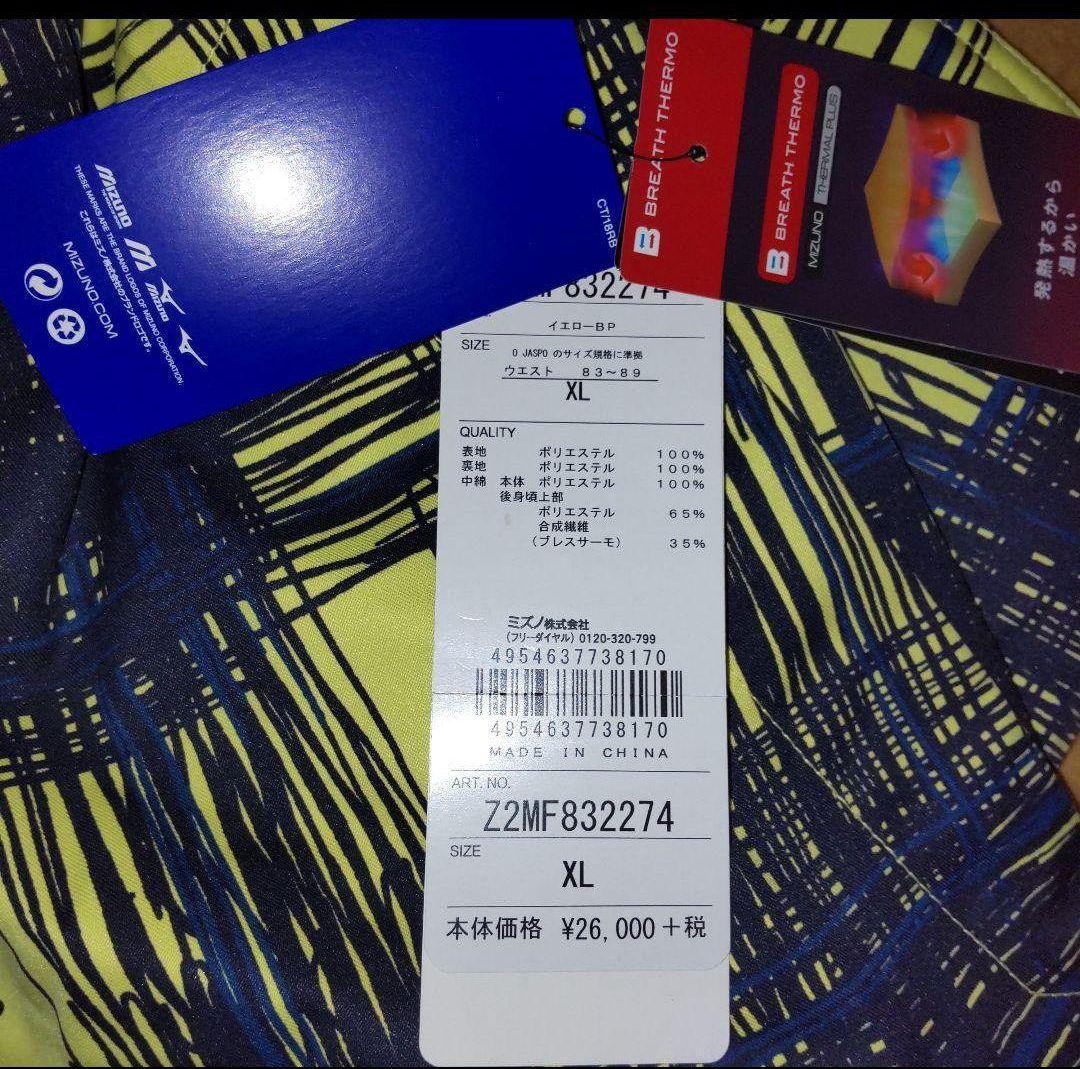 MIZUNO
MIZUNO
THESE MARKS ARE THE BRAND LOGOS OF MIZUNO CORPORATION.
これらはミズノ株式会社のブランドロゴです。
MIZUNO.COM
CT/18RB
BREATH THERMO
BREATH THERMO
MIZUNO THERMAL PLUS
発熱するから
温かい
MF832274
イエローBP
SIZE
0 JASPO のサイズ規格に準拠
ウエスト 83～89
XL
QUALITY
表地 ポリエステル 100%
裏地 ポリエステル 100%
中綿 本体 ポリエステル 100%
後身頃上部
ポリエステル 65%
合成繊維
(ブレスサーモ) 35%
ミズノ株式会社
(フリーダイヤル) 0120-320-799
4954637738170
4954637738170
MADE IN CHINA
ART. NO.
Z2MF832274
SIZE
XL
本体価格 ¥26,000+税